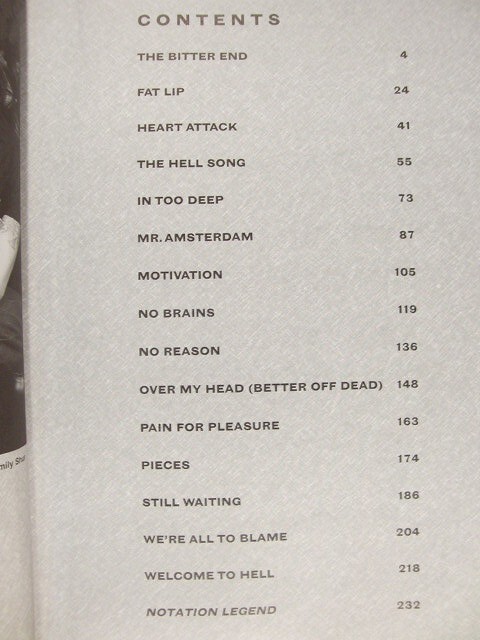 CONTENTS
THE BITTER END 4
FAT LIP 24
HEART ATTACK 41
THE HELL SONG 55
IN TOO DEEP 73
MR. AMSTERDAM 87
MOTIVATION 105
NO BRAINS 119
NO REASON 136
OVER MY HEAD (BETTER OFF DEAD) 148
PAIN FOR PLEASURE 163
PIECES 174
STILL WAITING 186
WE'RE ALL TO BLAME 204
WELCOME TO HELL 218
NOTATION LEGEND 232